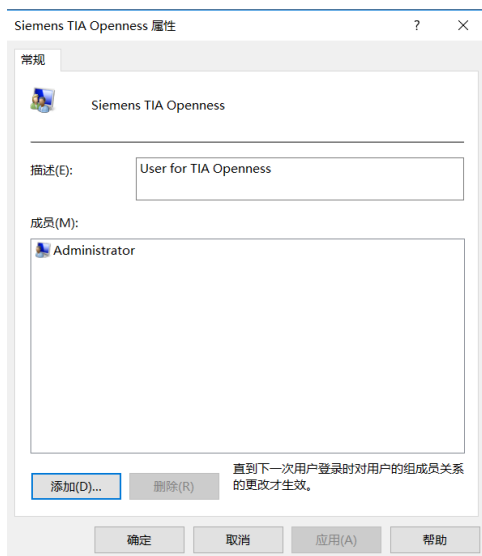 Siemens TIA Openness 属性
?
常规
Siemens TIA Openness
描述(E):
User for TIA Openness
成员(M):
Administrator
直到下一次用户登录时对用户的组成员关系
的更改才生效。
添加(D)...
删除(R)
确定
取消
应用(A)
帮助